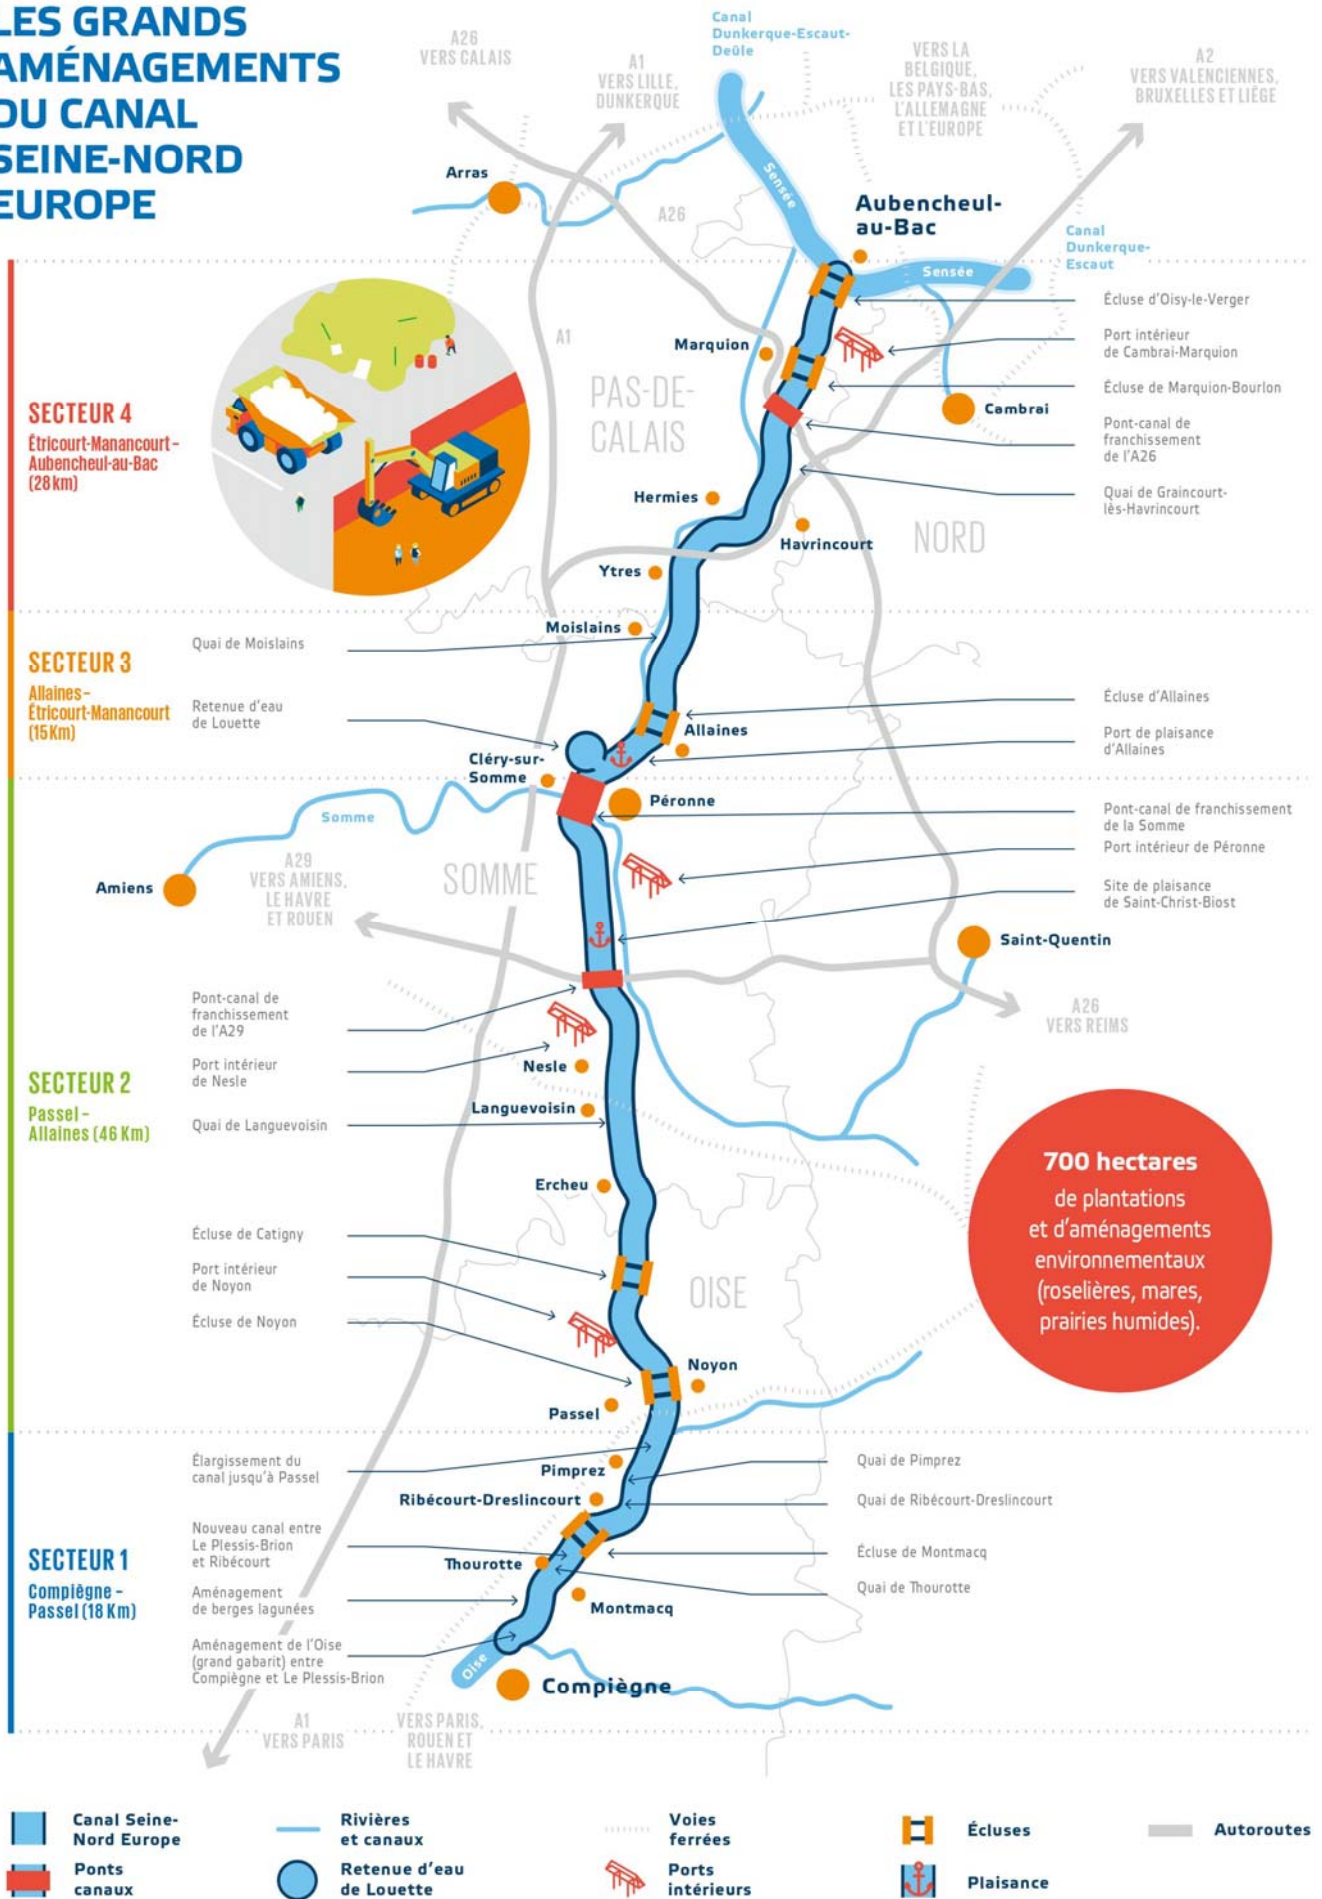 LES GRANDS
AMÉNAGEMENTS
DU CANAL
SEINE-NORD
EUROPE
A26
VERS CALAIS
A1
VERS LILLE,
DUNKERQUE
Canal
Dunkerque-Escaut-
Deûle
VERS LA
BELGIQUE,
LES PAYS-BAS,
L'ALLEMAGNE
ET L'EUROPE
A2
VERS VALENCIENNES,
BRUXELLES ET LIÈGE
Arras
A26
Sensée
Aubencheul-
au-Bac
Canal
Dunkerque-
Escaut
Sensée
SECTEUR 4
Étricourt-Manancourt –
Aubencheul-au-Bac
(28 km)
A1
PAS-DE-
CALAIS
Marquion
Cambrai
Hermies
Havrincourt
NORD
Ytres
Écluse d'Oisy-le-Verger
Port intérieur
de Cambrai-Marquion
Écluse de Marquion-Bourlon
Pont-canal de
franchissement
de l'A26
Quai de Graincourt-
lès-Havrincourt
SECTEUR 3
Allaines –
Étricourt-Manancourt
(15 Km)
Quai de Moislains
Retenue d'eau
de Louette
Moislains
Allaines
Cléry-sur-
Somme
Écluse d'Allaines
Port de plaisance
d'Allaines
Péronne
Somme
Amiens
A29
VERS AMIENS,
LE HAVRE
ET ROUEN
SOMME
Pont-canal de franchissement
de la Somme
Port intérieur de Péronne
Site de plaisance
de Saint-Christ-Biost
Saint-Quentin
A26
VERS REIMS
SECTEUR 2
Passel –
Allaines (46 Km)
Pont-canal de
franchissement
de l'A29
Port intérieur
de Nesle
Quai de Languevoisin
Écluse de Catigny
Port intérieur
de Noyon
Écluse de Noyon
Nesle
Languevoisin
Ercheu
OISE
Noyon
Passel
700 hectares
de plantations
et d'aménagements
environnementaux
(roselières, mares,
prairies humides).
SECTEUR 1
Compiègne –
Passel (18 Km)
Élargissement du
canal jusqu'à Passel
Nouveau canal entre
Le Plessis-Brion
et Ribécourt
Aménagement
de berges lagunées
Aménagement de l'Oise
(grand gabarit) entre
Compiègne et Le Plessis-Brion
Pimprez
Ribécourt-Dreslincourt
Thourotte
Montmacq
Oise
Compiègne
Quai de Pimprez
Quai de Ribécourt-Dreslincourt
Écluse de Montmacq
Quai de Thourotte
A1
VERS PARIS
VERS PARIS,
ROUEN ET
LE HAVRE
Canal Seine-
Nord Europe
Rivières
et canaux
Voies
ferrées
Écluses
Autoroutes
Ponts
canaux
Retenue d'eau
de Louette
Ports
intérieurs
Plaisance